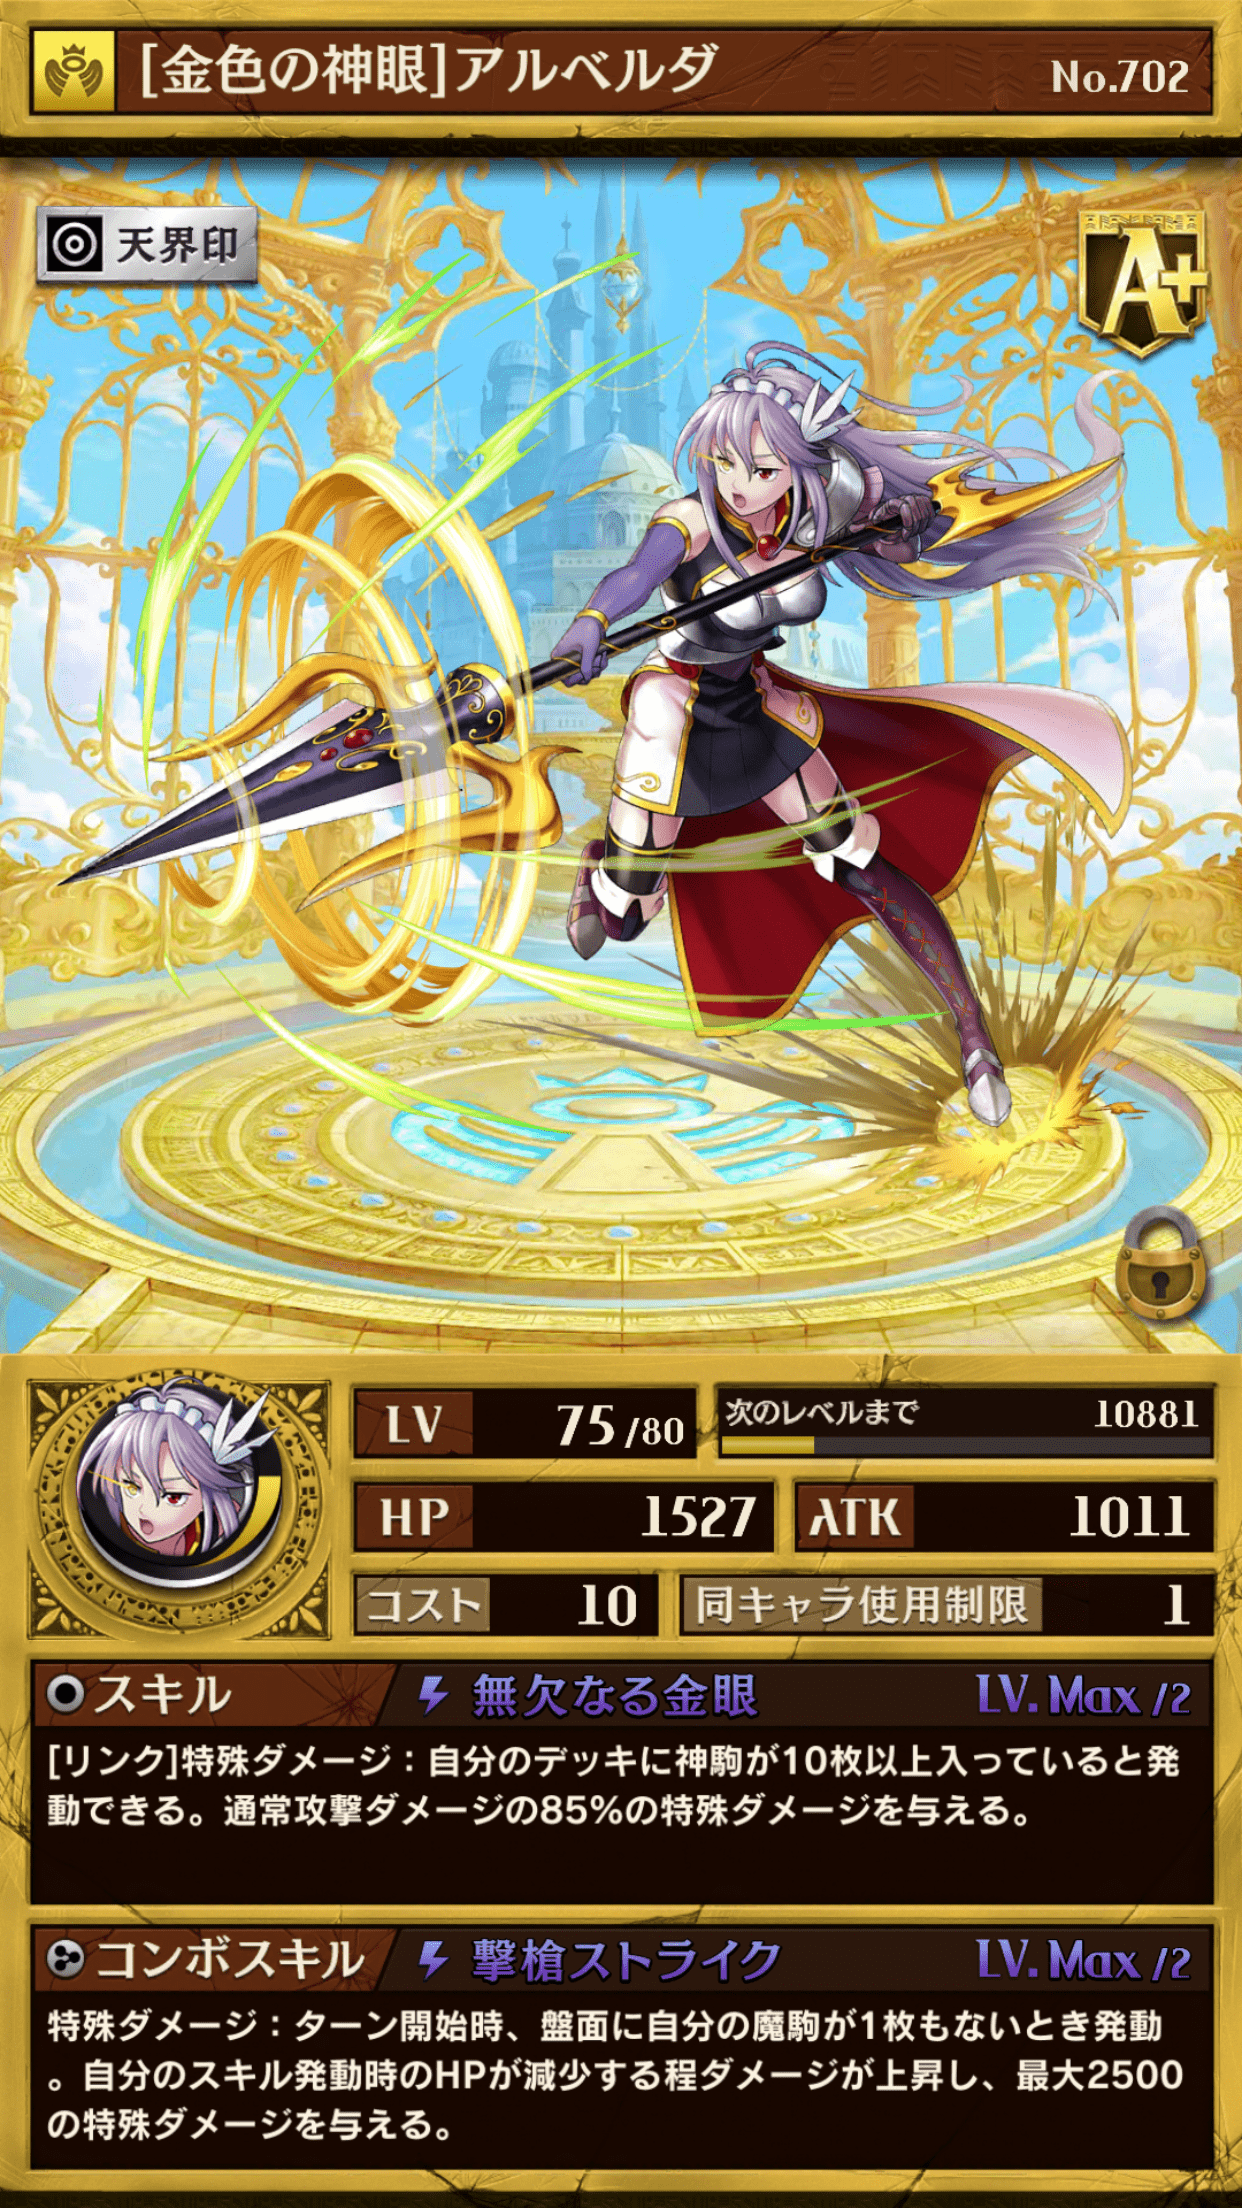 [金色の神眼]アルベルダ
No.702
天界印
A+
LV 75/80
次のレベルまで 10881
HP 1527
ATK 1011
コスト 10
同キャラ使用制限 1
スキル 無欠なる金眼 LV. Max /2
[リンク]特殊ダメージ：自分のデッキに神駒が10枚以上入っていると発
動できる。通常攻撃ダメージの85%の特殊ダメージを与える。
コンボスキル 撃槍ストライク LV. Max /2
特殊ダメージ：ターン開始時、盤面に自分の魔駒が1枚もないとき発動
。自分のスキル発動時のHPが減少する程ダメージが上昇し、最大2500
の特殊ダメージを与える。